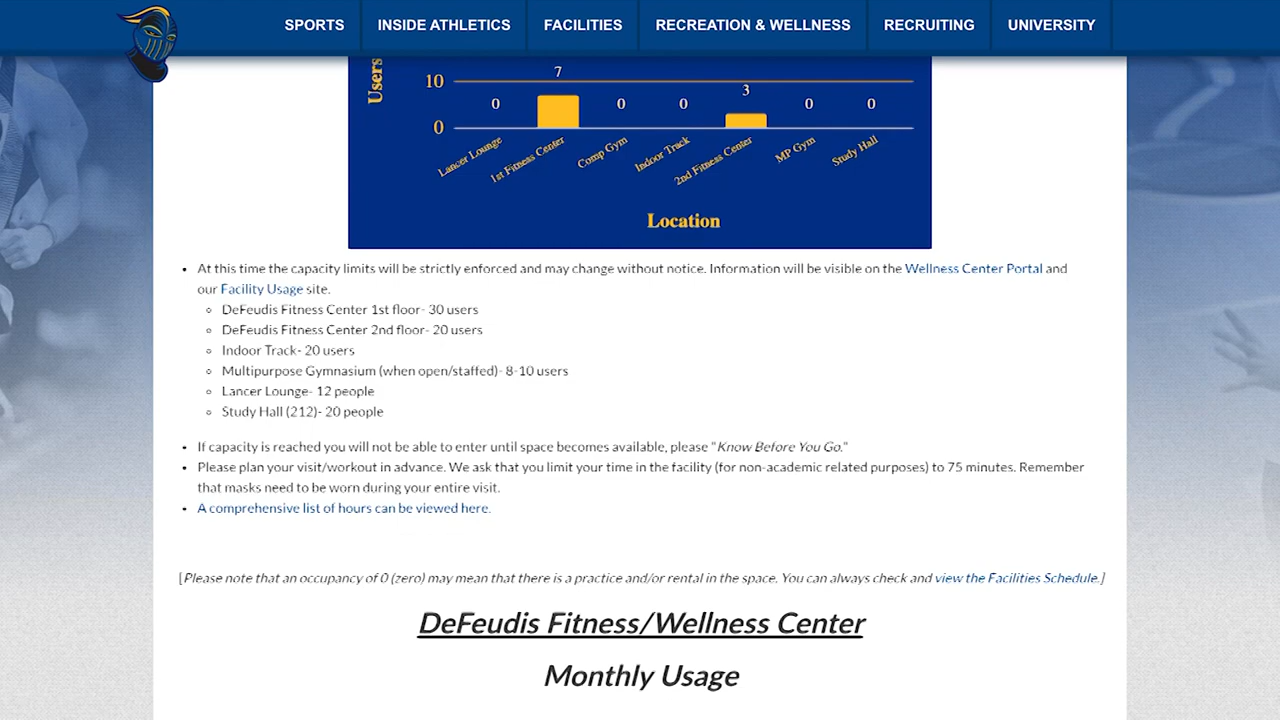 SPORTS INSIDE ATHLETICS FACILITIES RECREATION & WELLNESS RECRUITING UNIVERSITY
Users
10
0
0 7 0 0 3 0 0
Lancer Lounge 1st Fitness Center Comp Gym Indoor Track 2nd Fitness Center MP Gym Study Hall
Location
• At this time the capacity limits will be strictly enforced and may change without notice. Information will be visible on the Wellness Center Portal and
our Facility Usage site.
◦ DeFeudis Fitness Center 1st floor- 30 users
◦ DeFeudis Fitness Center 2nd floor- 20 users
◦ Indoor Track- 20 users
◦ Multipurpose Gymnasium (when open/staffed)- 8-10 users
◦ Lancer Lounge- 12 people
◦ Study Hall (212)- 20 people
• If capacity is reached you will not be able to enter until space becomes available, please "Know Before You Go."
• Please plan your visit/workout in advance. We ask that you limit your time in the facility (for non-academic related purposes) to 75 minutes. Remember
that masks need to be worn during your entire visit.
• A comprehensive list of hours can be viewed here.
[Please note that an occupancy of 0 (zero) may mean that there is a practice and/or rental in the space. You can always check and view the Facilities Schedule.]
DeFeudis Fitness/Wellness Center
Monthly Usage